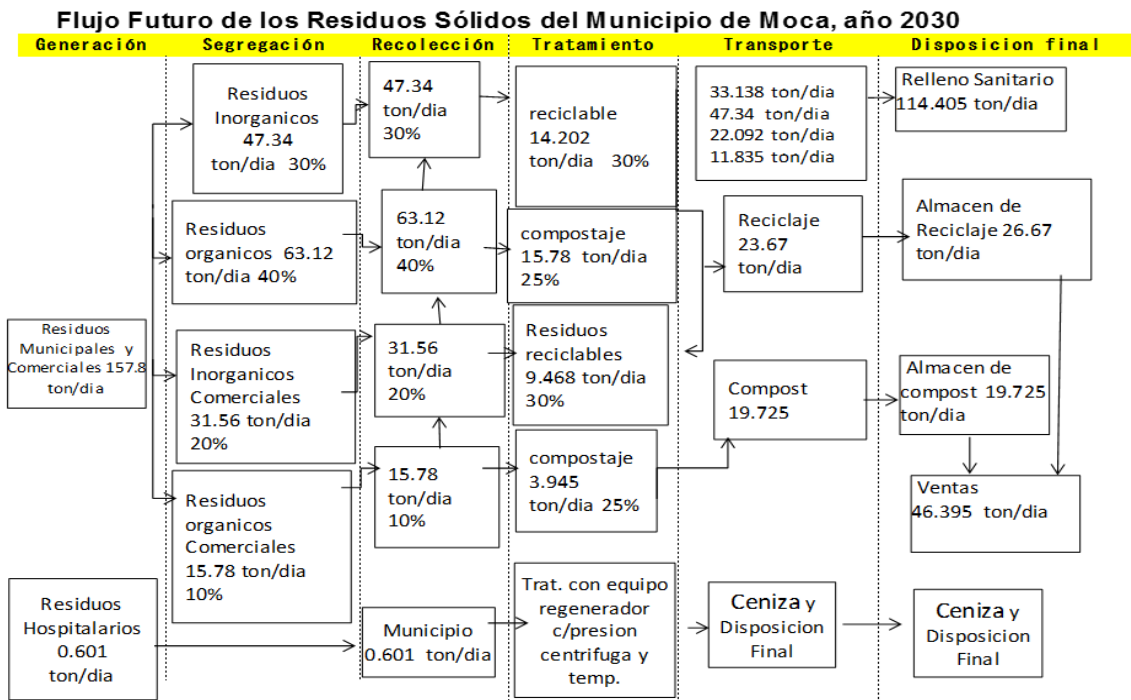 Flujo Futuro de los Residuos Sólidos del Municipio de Moca, año 2030
Generación
Segregación
Recolección
Tratamiento
Transporte
Disposicion final
Residuos
Municipales y
Comerciales 157.8
ton/dia
Residuos
Hospitalarios
0.601
ton/dia
Residuos
Inorganicos
47.34
ton/dia 30%
Residuos
organicos 63.12
ton/dia 40%
Residuos
Inorganicos
Comerciales
31.56 ton/dia
20%
Residuos
organicos
Comerciales
15.78 ton/dia
10%
47.34
ton/dia
30%
63.12
ton/dia
40%
31.56
ton/dia
20%
15.78
ton/dia
10%
Municipio
0.601 ton/dia
reciclable
14.202
ton/dia 30%
compostaje
15.78 ton/dia
25%
Residuos
reciclables
9.468 ton/dia
30%
compostaje
3.945
ton/dia 25%
Trat. con equipo
regenerador
c/presion
centrifuga y
temp.
33.138 ton/dia
47.34 ton/dia
22.092 ton/dia
11.835 ton/dia
Reciclaje
23.67
ton/dia
Compost
19.725
Ceniza y
Disposicion
Final
Relleno Sanitario
114.405 ton/dia
Almacen de
Reciclaje 26.67
ton/dia
Almacen de
compost 19.725
ton/dia
Ventas
46.395 ton/dia
Ceniza y
Disposicion
Final